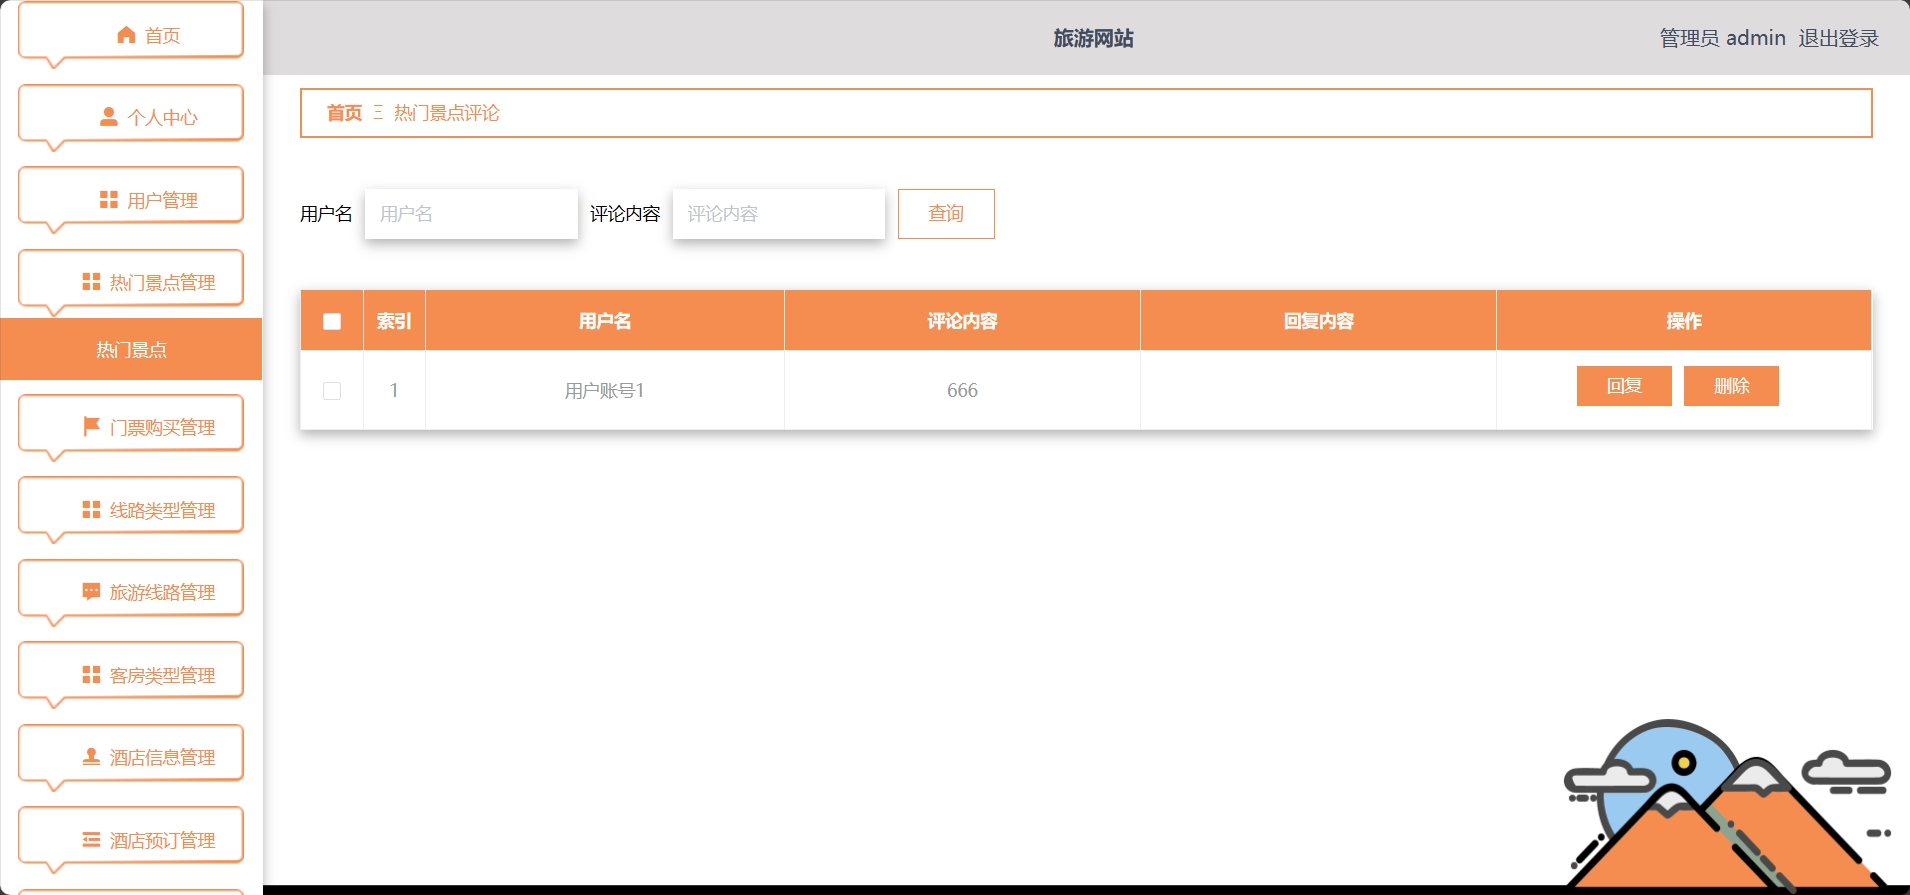 首页
个人中心
用户管理
热门景点管理
热门景点
门票购买管理
线路类型管理
旅游线路管理
客房类型管理
酒店信息管理
酒店预订管理
旅游网站
管理员 admin 退出登录
首页 Ξ 热门景点评论
用户名 用户名 评论内容 评论内容 查询
索引 用户名 评论内容 回复内容 操作
1 用户账号1 666 回复 删除